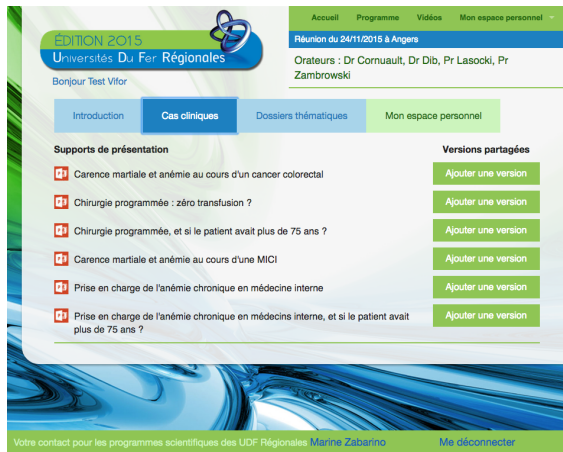 Accueil Programme Vidéos Mon espace personnel
ÉDITION 2015
Universités Du Fer Régionales
Réunion du 24/11/2015 à Angers
Orateurs : Dr Cornuault, Dr Dib, Pr Lasocki, Pr
Zambrowski
Bonjour Test Vifor
Introduction Cas cliniques Dossiers thématiques Mon espace personnel
Supports de présentation Versions partagées
Carence martiale et anémie au cours d'un cancer colorectal Ajouter une version
Chirurgie programmée : zéro transfusion ? Ajouter une version
Chirurgie programmée, et si le patient avait plus de 75 ans ? Ajouter une version
Carence martiale et anémie au cours d'une MICI Ajouter une version
Prise en charge de l'anémie chronique en médecine interne Ajouter une version
Prise en charge de l'anémie chronique en médecins interne, et si le patient avait Ajouter une version
plus de 75 ans ?
Votre contact pour les programmes scientifiques des UDF Régionales Marine Zabarino Me déconnecter